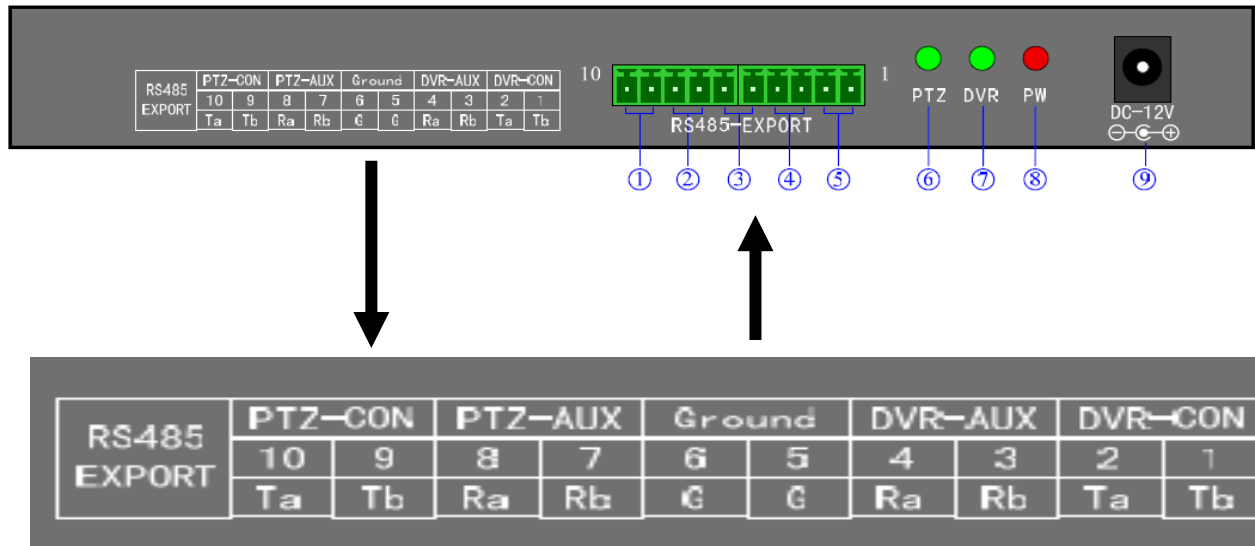 RS485 EXPORT PTZ-CON PTZ-AUX Ground DVR-AUX DVR-CON
10 9 8 7 6 5 4 3 2 1
Ta Tb Ra Rb G G Ra Rb Ta Tb
10 1
RS485-EXPORT
PTZ DVR PW
DC-12V
① ② ③ ④ ⑤ ⑥ ⑦ ⑧ ⑨
RS485 EXPORT PTZ-CON PTZ-AUX Ground DVR-AUX DVR-CON
10 9 8 7 6 5 4 3 2 1
Ta Tb Ra Rb G G Ra Rb Ta Tb